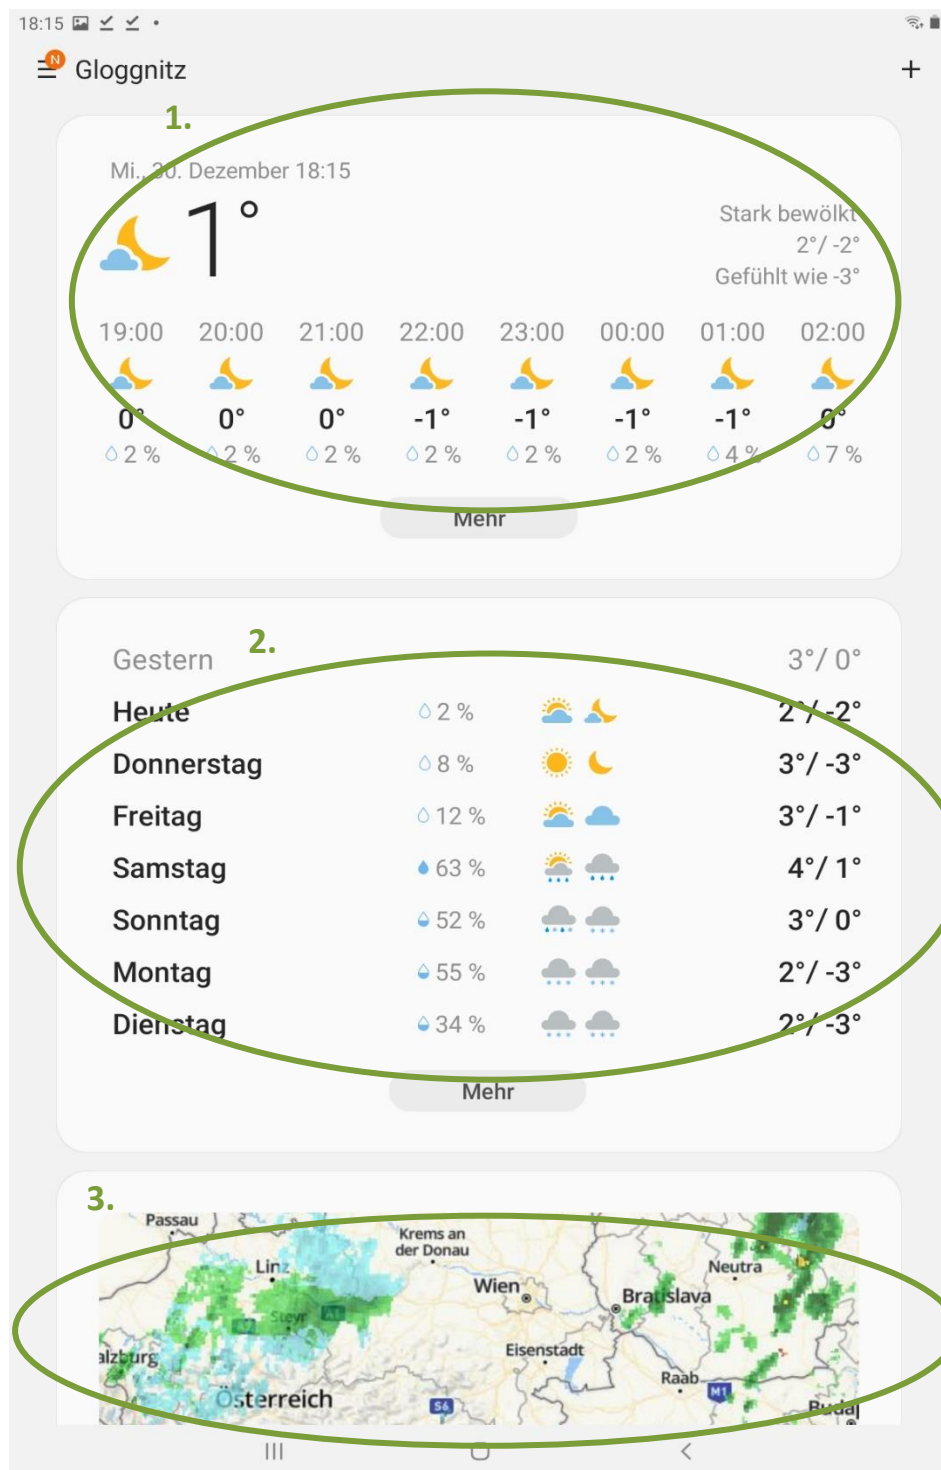 18:15
N
Gloggnitz
+
1.
Mi., 30. Dezember 18:15
1°
Stark bewölkt
2°/ -2°
Gefühlt wie -3°
19:00 20:00 21:00 22:00 23:00 00:00 01:00 02:00
0° 0° 0° -1° -1° -1° -1° 0°
2 % 2 % 2 % 2 % 2 % 2 % 4 % 7 %
Mehr
2.
Gestern 3°/ 0°
Heute 2 % 2°/ -2°
Donnerstag 8 % 3°/ -3°
Freitag 12 % 3°/ -1°
Samstag 63 % 4°/ 1°
Sonntag 52 % 3°/ 0°
Montag 55 % 2°/ -3°
Dienstag 34 % 2°/ -3°
Mehr
3.
Passau
Krems an
der Donau
Linz
Neutra
Wien
Bratislava
Steyr A1
Eisenstadt
alzburg
Raab
M1
Österreich
S6
Budaj